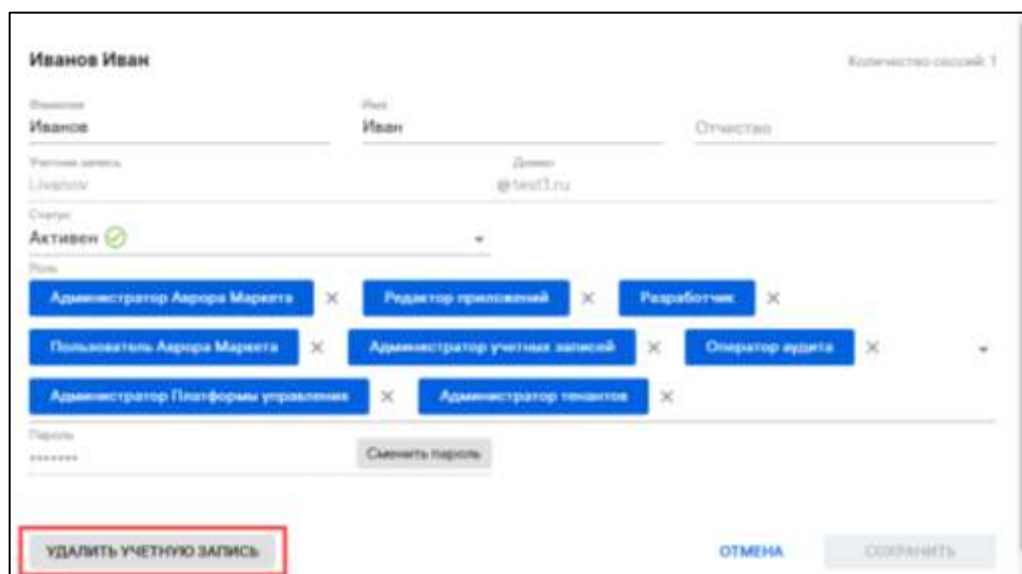 Иванов Иван Количество сессий: 1
Фамилия Имя
Иванов Иван Отчество
Учетная запись Домен
i.ivanov @test1.ru
Статус
Активен
Роль
Администратор Аврора Маркета Редактор приложений Разработчик
Пользователь Аврора Маркета Администратор учетных записей Оператор аудита
Администратор Платформы управления Администратор тенантов
Пароль
••••••• Сменить пароль
УДАЛИТЬ УЧЕТНУЮ ЗАПИСЬ ОТМЕНА СОХРАНИТЬ